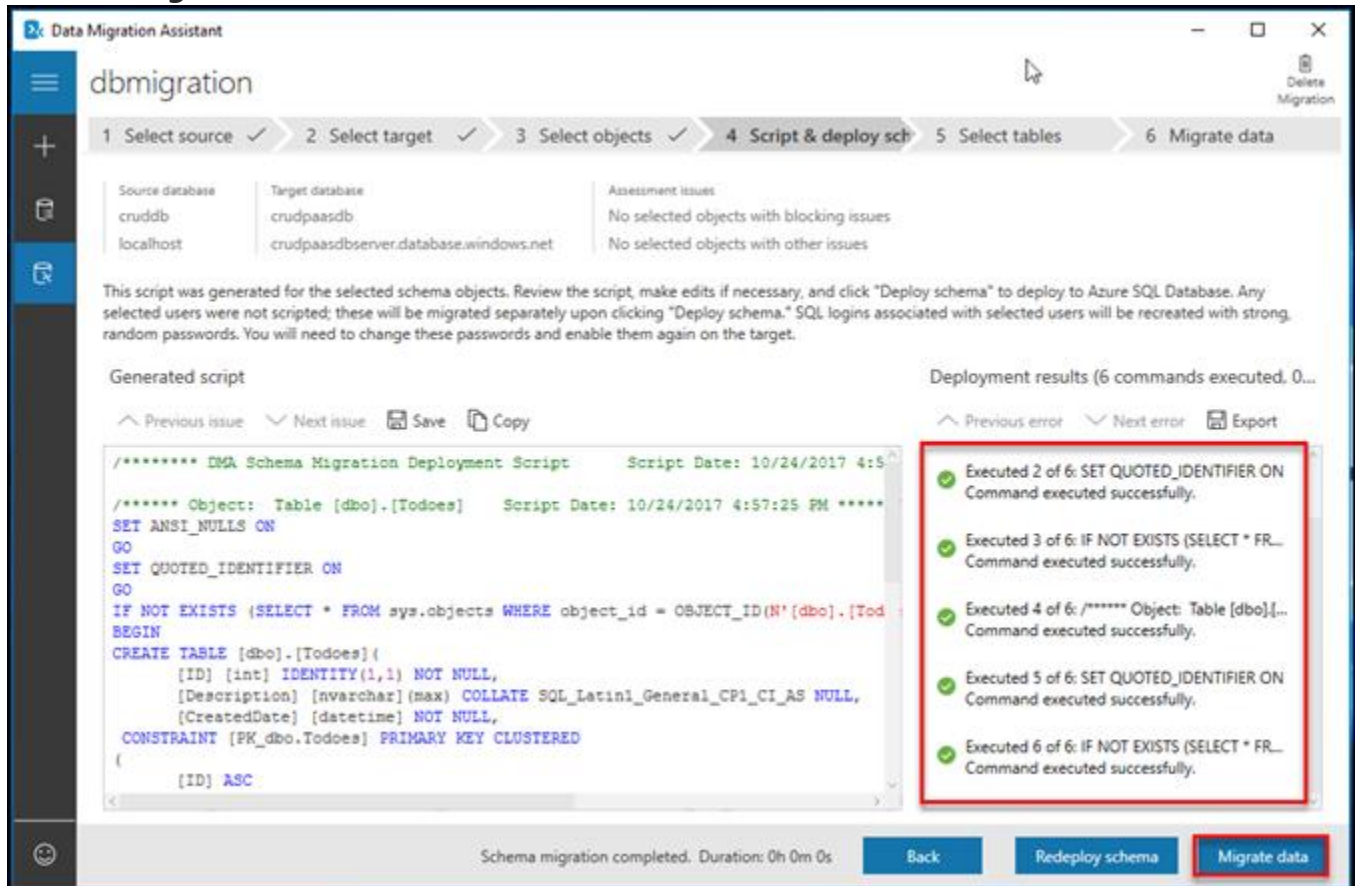 Data Migration Assistant
dbmigration
Delete
Migration
1 Select source
2 Select target
3 Select objects
4 Script & deploy sch
5 Select tables
6 Migrate data
Source database
Target database
Assessment issues
cruddb
crudpaasdb
No selected objects with blocking issues
localhost
crudpaasdbserver.database.windows.net
No selected objects with other issues
This script was generated for the selected schema objects. Review the script, make edits if necessary, and click "Deploy schema" to deploy to Azure SQL Database. Any
selected users were not scripted; these will be migrated separately upon clicking "Deploy schema." SQL logins associated with selected users will be recreated with strong,
random passwords. You will need to change these passwords and enable them again on the target.
Generated script
Previous issue
Next issue
Save
Copy
/******** DMA Schema Migration Deployment Script      Script Date: 10/24/2017 4:5
/****** Object:  Table [dbo].[Todoes]    Script Date: 10/24/2017 4:57:25 PM *****
SET ANSI_NULLS ON
GO
SET QUOTED_IDENTIFIER ON
GO
IF NOT EXISTS (SELECT * FROM sys.objects WHERE object_id = OBJECT_ID(N'[dbo].[Tod
BEGIN
CREATE TABLE [dbo].[Todoes](
[ID] [int] IDENTITY(1,1) NOT NULL,
[Description] [nvarchar](max) COLLATE SQL_Latin1_General_CP1_CI_AS NULL,
[CreatedDate] [datetime] NOT NULL,
CONSTRAINT [PK_dbo.Todoes] PRIMARY KEY CLUSTERED
(
[ID] ASC
Deployment results (6 commands executed, 0...
Previous error
Next error
Export
Executed 2 of 6: SET QUOTED_IDENTIFIER ON
Command executed successfully.
Executed 3 of 6: IF NOT EXISTS (SELECT * FR...
Command executed successfully.
Executed 4 of 6: /****** Object:  Table [dbo].[...
Command executed successfully.
Executed 5 of 6: SET QUOTED_IDENTIFIER ON
Command executed successfully.
Executed 6 of 6: IF NOT EXISTS (SELECT * FR...
Command executed successfully.
Schema migration completed. Duration: 0h 0m 0s
Back
Redeploy schema
Migrate data